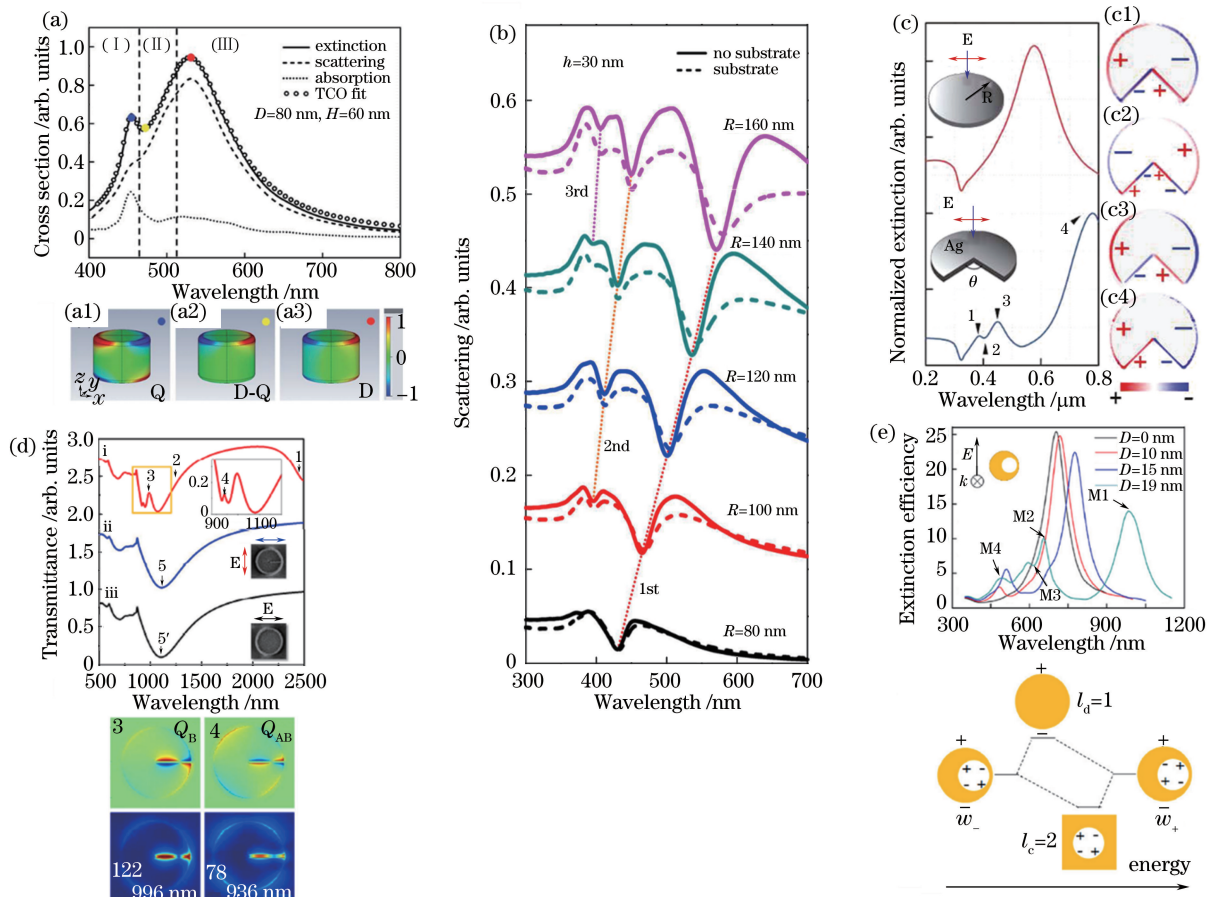 (a)
(I) (II) (III)
extinction
scattering
absorption
TCO fit
D=80 nm, H=60 nm
Cross section/arb. units
1.0
0.8
0.6
0.4
0.2
0
400 500 600 700 800
Wavelength /nm
(a1) (a2) (a3)
z y x
Q D-Q D
1
0
−1
(b)
h=30 nm
no substrate
substrate
R=160 nm
3rd
R=140 nm
R=120 nm
2nd
R=100 nm
1st
R=80 nm
Scattering /arb. units
0.6
0.5
0.4
0.3
0.2
0.1
0
300 400 500 600 700
Wavelength /nm
(c)
E
R
E
Ag
θ
1
2
3
4
Normalized extinction /arb. units
0.2 0.4 0.6 0.8
Wavelength /μm
(c1)
+ −
− +
(c2)
− +
− −
+ +
(c3)
+ −
+ −
(c4)
+ −
+ −
+ −
(d)
3.0
2.5
2.0
1.5
1.0
0.5
0
i
1
2
3
4
0.2
0
900 1100
ii
5
E
iii
5′
E
Transmittance /arb. units
500 1000 1500 2000 2500
Wavelength /nm
3 QB
4 QAB
122
996 nm
78
936 nm
(e)
E
k
D=0 nm
D=10 nm
D=15 nm
D=19 nm
M1
M2
M3
M4
Extinction efficiency
25
20
15
10
5
0
300 600 900 1200
Wavelength /nm
+
−
ld=1
+
+ -
+ -
−
w−
+
+ -
+ -
−
w+
lc=2
+ -
+ -
energy